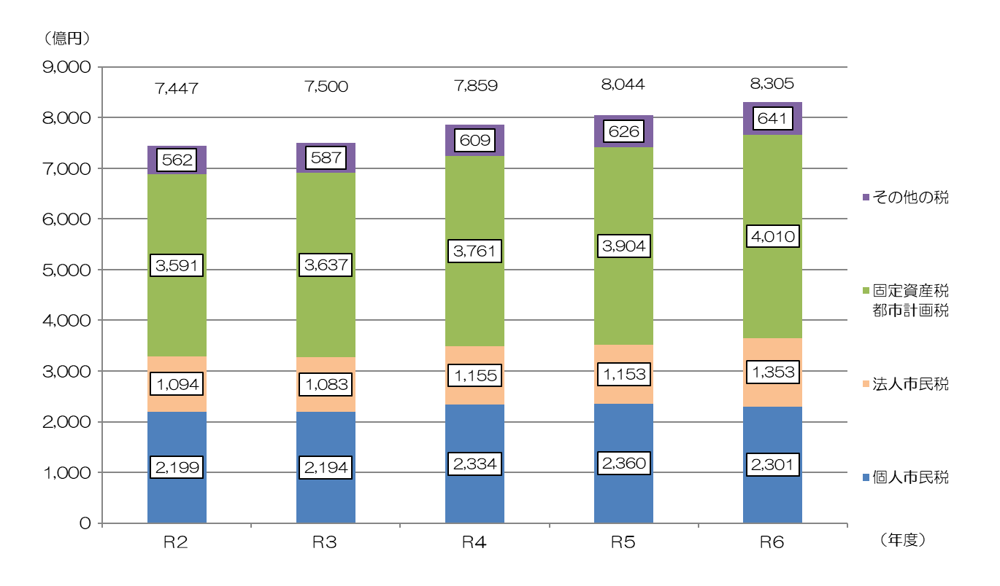 （億円）
9,000
8,000
7,000
6,000
5,000
4,000
3,000
2,000
1,000
0
7,447
7,500
7,859
8,044
8,305
562
587
609
626
641
3,591
3,637
3,761
3,904
4,010
1,094
1,083
1,155
1,153
1,353
2,199
2,194
2,334
2,360
2,301
R2
R3
R4
R5
R6
（年度）
その他の税
固定資産税
都市計画税
法人市民税
個人市民税